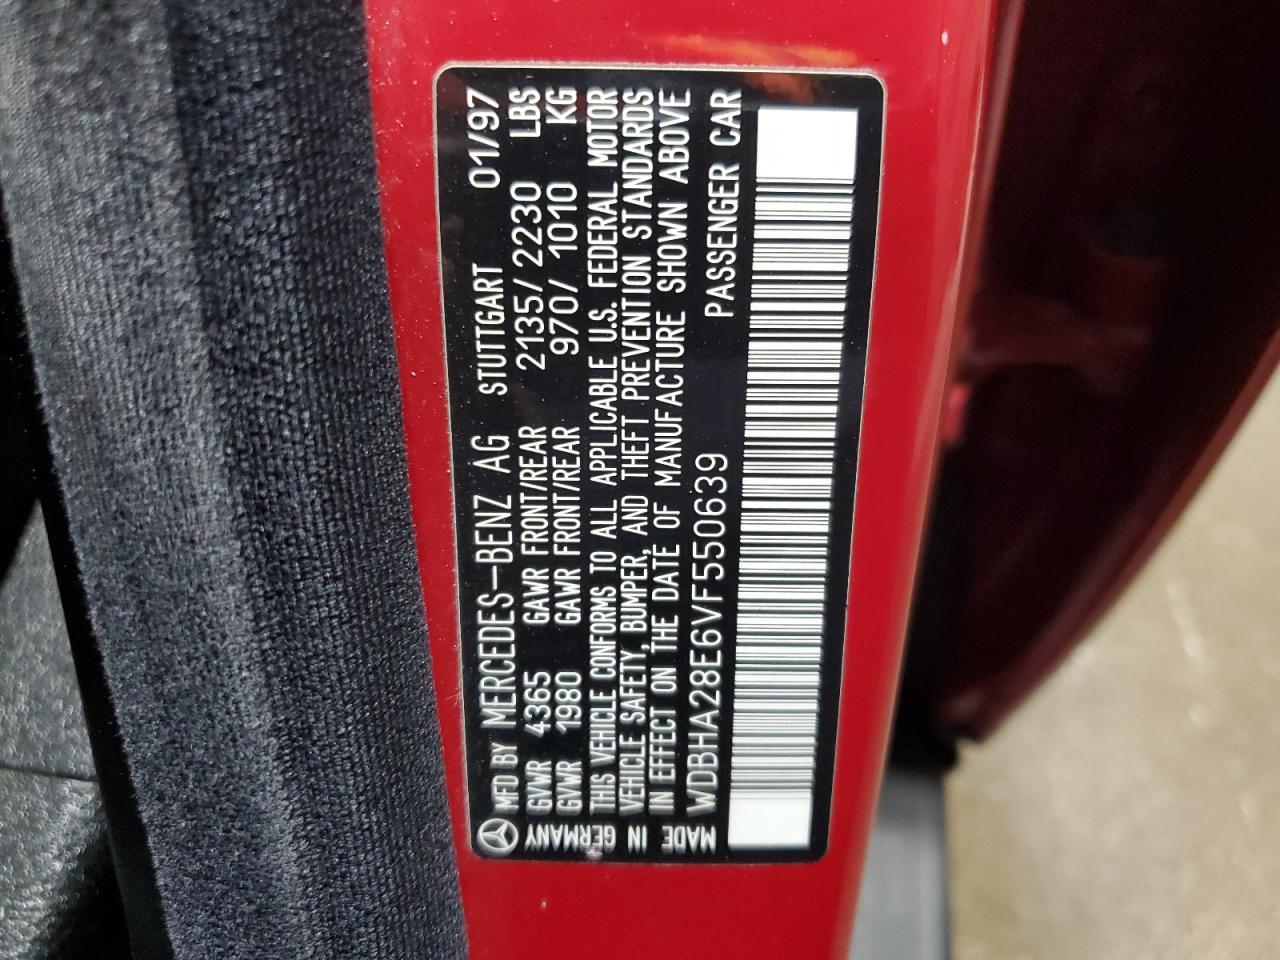 MFD BY MERCEDES-BENZ AG STUTTGART 01/97
GVWR 4365 GAWR FRONT/REAR 2135/2230 LBS
GVWR 1980 GAWR FRONT/REAR 970/1010 KG
THIS VEHICLE CONFORMS TO ALL APPLICABLE U.S. FEDERAL MOTOR
VEHICLE SAFETY, BUMPER, AND THEFT PREVENTION STANDARDS
IN EFFECT ON THE DATE OF MANUFACTURE SHOWN ABOVE
WDBHA28E6VF550639 PASSENGER CAR
MADE IN GERMANY